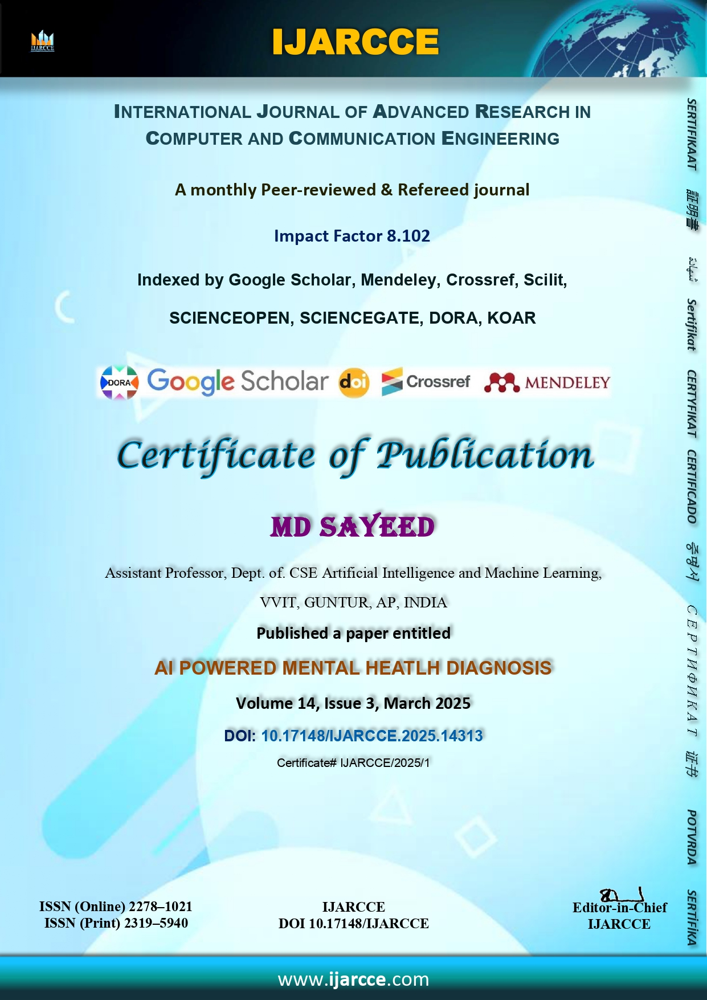 IJARCCE
IJARCCE
INTERNATIONAL JOURNAL OF ADVANCED RESEARCH IN
COMPUTER AND COMMUNICATION ENGINEERING
A monthly Peer-reviewed & Refereed journal
Impact Factor 8.102
Indexed by Google Scholar, Mendeley, Crossref, Scilit,
SCIENCEOPEN, SCIENCEGATE, DORA, KOAR
DORA Google Scholar doi Crossref MENDELEY
Certificate of Publication
MD SAYEED
Assistant Professor, Dept. of. CSE Artificial Intelligence and Machine Learning,
VVIT, GUNTUR, AP, INDIA
Published a paper entitled
AI POWERED MENTAL HEATLH DIAGNOSIS
Volume 14, Issue 3, March 2025
DOI: 10.17148/IJARCCE.2025.14313
Certificate# IJARCCE/2025/1
ISSN (Online) 2278–1021
ISSN (Print) 2319–5940
IJARCCE
DOI 10.17148/IJARCCE
Editor-in-Chief
IJARCCE
www.ijarcce.com
SERTIFIKAAT 証明書 شهادة Sertifikat CERTYFIKAT CERTIFICADO 증명서 СЕРТИФИКАТ 证书 POTVRDA SERTİFİKA